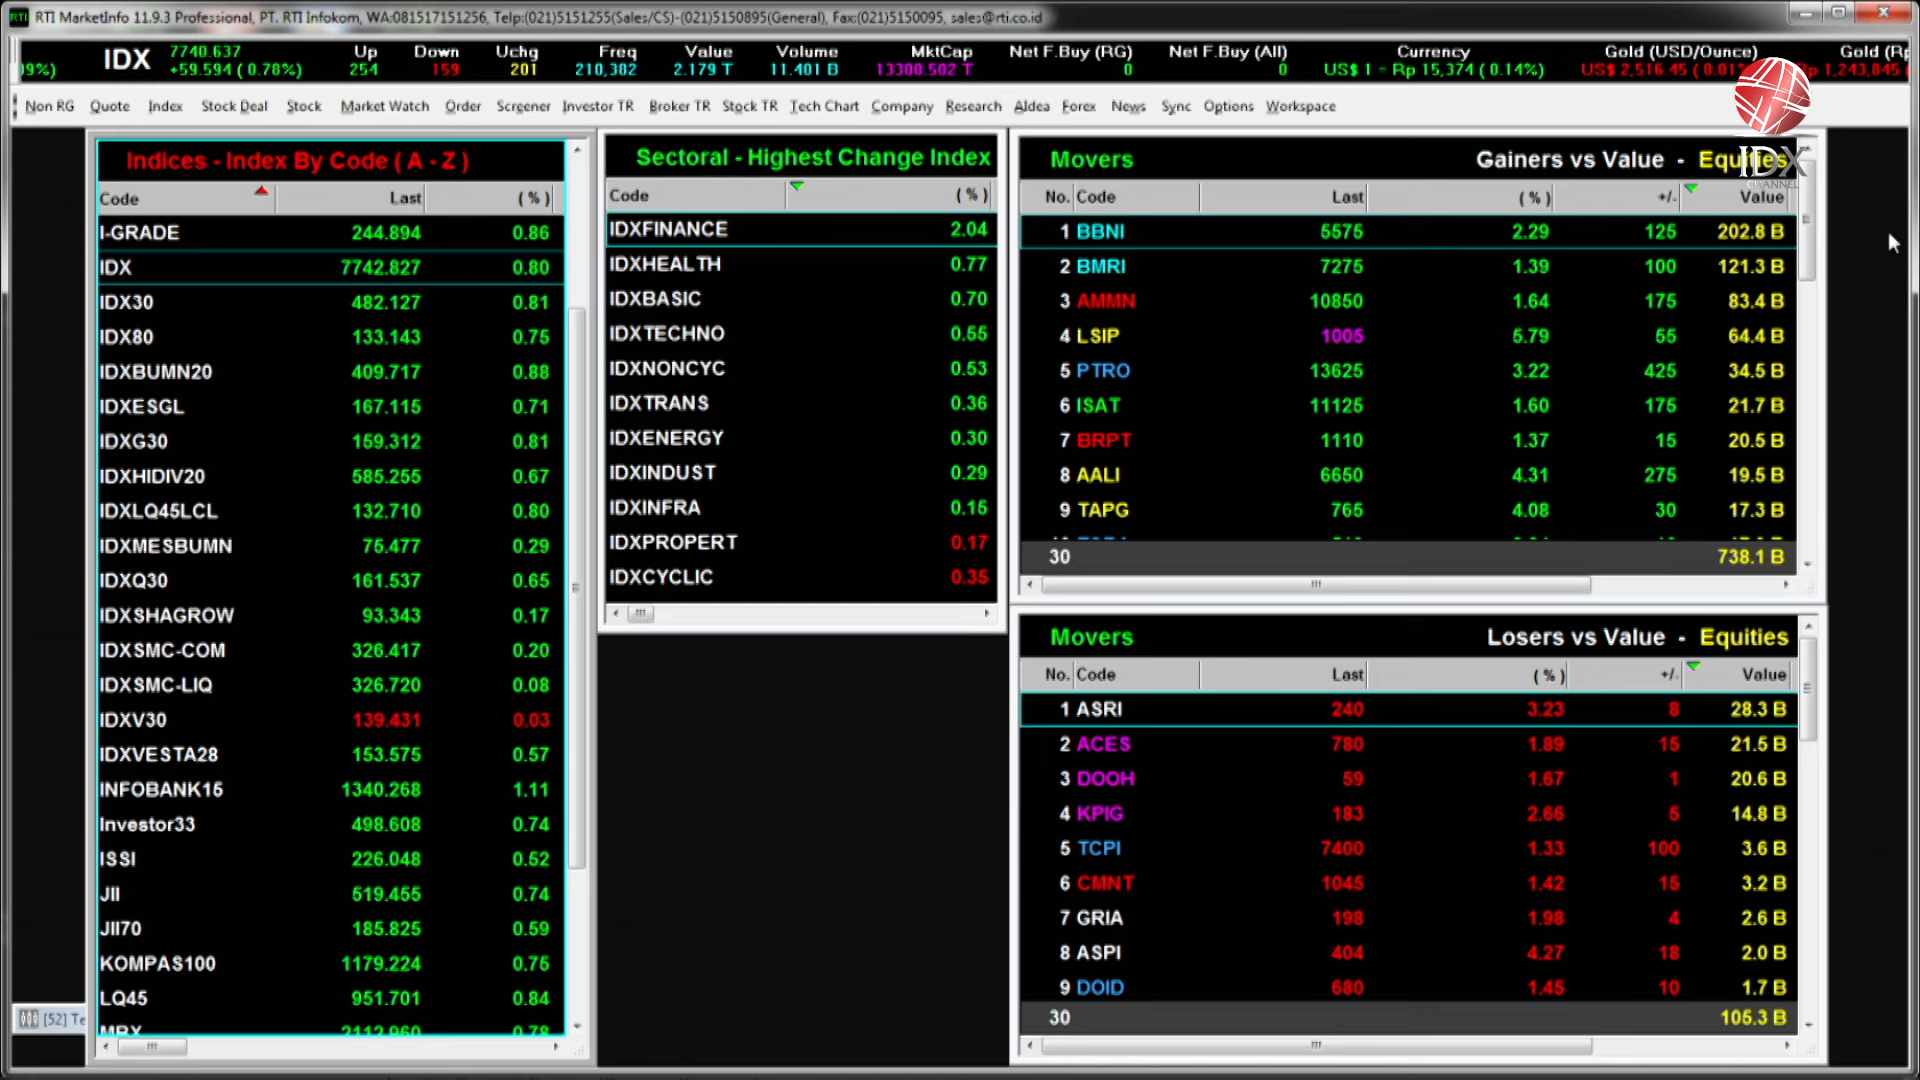 RTI MarketInfo 11.9.3 Professional, PT. RTI Infokom, WA:081517151256, Telp:(021)5151255(Sales/CS)-(021)5150895(General), Fax:(021)5150095, sales@rti.co.id
IDX 7740.637 Up Down Uchg Freq Value Volume MktCap Net F.Buy (RG) Net F.Buy (All) Currency Gold (USD/Ounce)
+59.594 ( 0.78%) 254 159 201 210,382 2.179 T 11.401 B 13300.502 T 0 0 US$ 1 = Rp 15,374 ( 0.14%) US$ 2,516.45
Non RG Quote Index Stock Deal Stock Market Watch Order Screener Investor TR Broker TR Stock TR Tech Chart Company Research AIdea Forex News Sync Options Workspace
IDX
CHANNEL
Indices - Index By Code ( A - Z )
Code Last ( % )
I-GRADE 244.894 0.86
IDX 7742.827 0.80
IDX30 482.127 0.81
IDX80 133.143 0.75
IDXBUMN20 409.717 0.88
IDXESGL 167.115 0.71
IDXG30 159.312 0.81
IDXHIDIV20 585.255 0.67
IDXLQ45LCL 132.710 0.80
IDXMESBUMN 75.477 0.29
IDXQ30 161.537 0.65
IDXSHAGROW 93.343 0.17
IDXSMC-COM 326.417 0.20
IDXSMC-LIQ 326.720 0.08
IDXV30 139.431 0.03
IDXVESTA28 153.575 0.57
INFOBANK15 1340.268 1.11
Investor33 498.608 0.74
ISSI 226.048 0.52
JII 519.455 0.74
JII70 185.825 0.59
KOMPAS100 1179.224 0.75
LQ45 951.701 0.84
MBX 2112.960 0.78
Sectoral - Highest Change Index
Code ( % )
IDXFINANCE 2.04
IDXHEALTH 0.77
IDXBASIC 0.70
IDXTECHNO 0.55
IDXNONCYC 0.53
IDXTRANS 0.36
IDXENERGY 0.30
IDXINDUST 0.29
IDXINFRA 0.15
IDXPROPERT 0.17
IDXCYCLIC 0.35
Movers Gainers vs Value - Equities
No. Code Last ( % ) +/- Value
1 BBNI 5575 2.29 125 202.8 B
2 BMRI 7275 1.39 100 121.3 B
3 AMMN 10850 1.64 175 83.4 B
4 LSIP 1005 5.79 55 64.4 B
5 PTRO 13625 3.22 425 34.5 B
6 ISAT 11125 1.60 175 21.7 B
7 BRPT 1110 1.37 15 20.5 B
8 AALI 6650 4.31 275 19.5 B
9 TAPG 765 4.08 30 17.3 B
30 738.1 B
Movers Losers vs Value - Equities
No. Code Last ( % ) +/- Value
1 ASRI 240 3.23 8 28.3 B
2 ACES 780 1.89 15 21.5 B
3 DOOH 59 1.67 1 20.6 B
4 KPIG 183 2.66 5 14.8 B
5 TCPI 7400 1.33 100 3.6 B
6 CMNT 1045 1.42 15 3.2 B
7 GRIA 198 1.98 4 2.6 B
8 ASPI 404 4.27 18 2.0 B
9 DOID 680 1.45 10 1.7 B
30 105.3 B
[52] Te